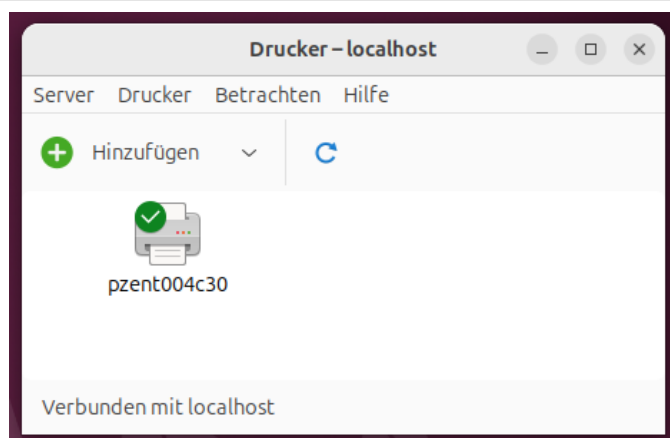 Drucker – localhost
Server Drucker Betrachten Hilfe
Hinzufügen
pzent004c30
Verbunden mit localhost